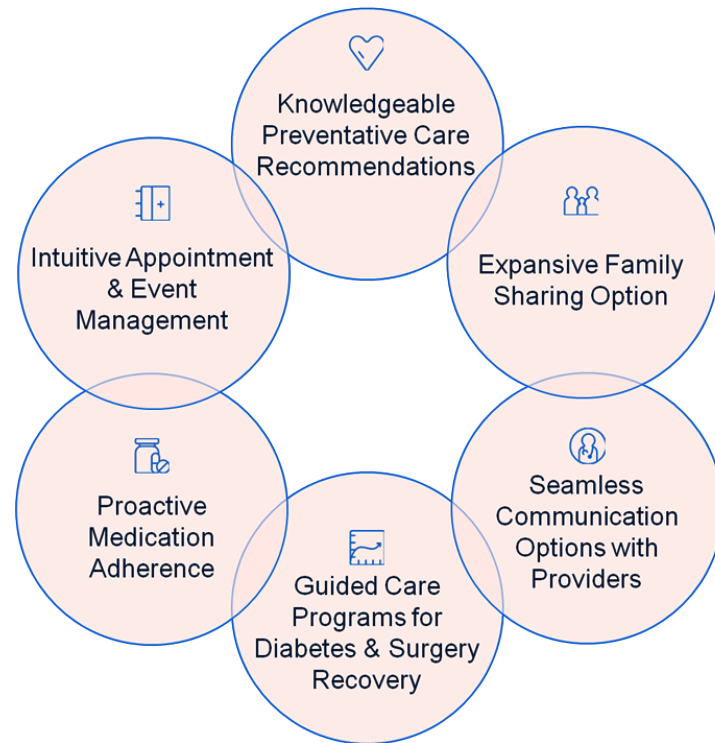 Knowledgeable
Preventative Care
Recommendations
Expansive Family
Sharing Option
Seamless
Communication
Options with
Providers
Guided Care
Programs for
Diabetes & Surgery
Recovery
Proactive
Medication
Adherence
Intuitive Appointment
& Event
Management